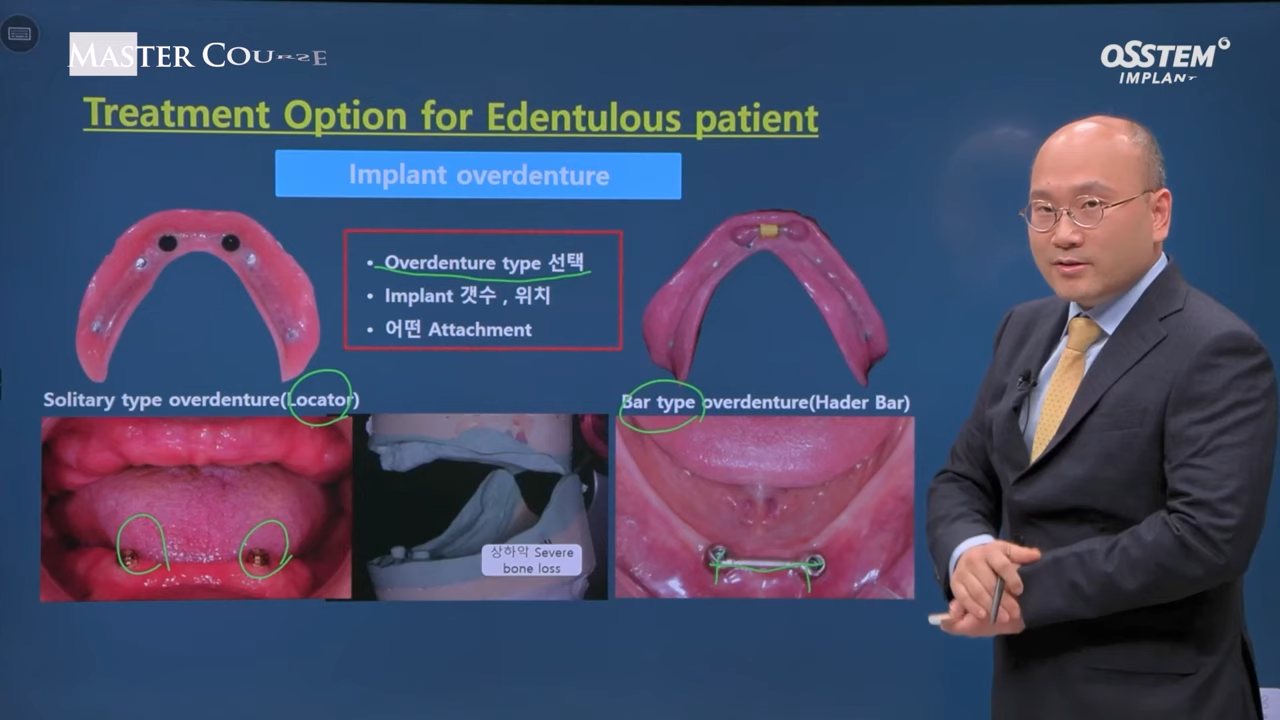 MASTER COURSE
OSSTEM
IMPLANT
Treatment Option for Edentulous patient
Implant overdenture
• Overdenture type 선택
• Implant 갯수 , 위치
• 어떤 Attachment
Solitary type overdenture(Locator)
Bar type overdenture(Hader Bar)
상하악 Severe
bone loss